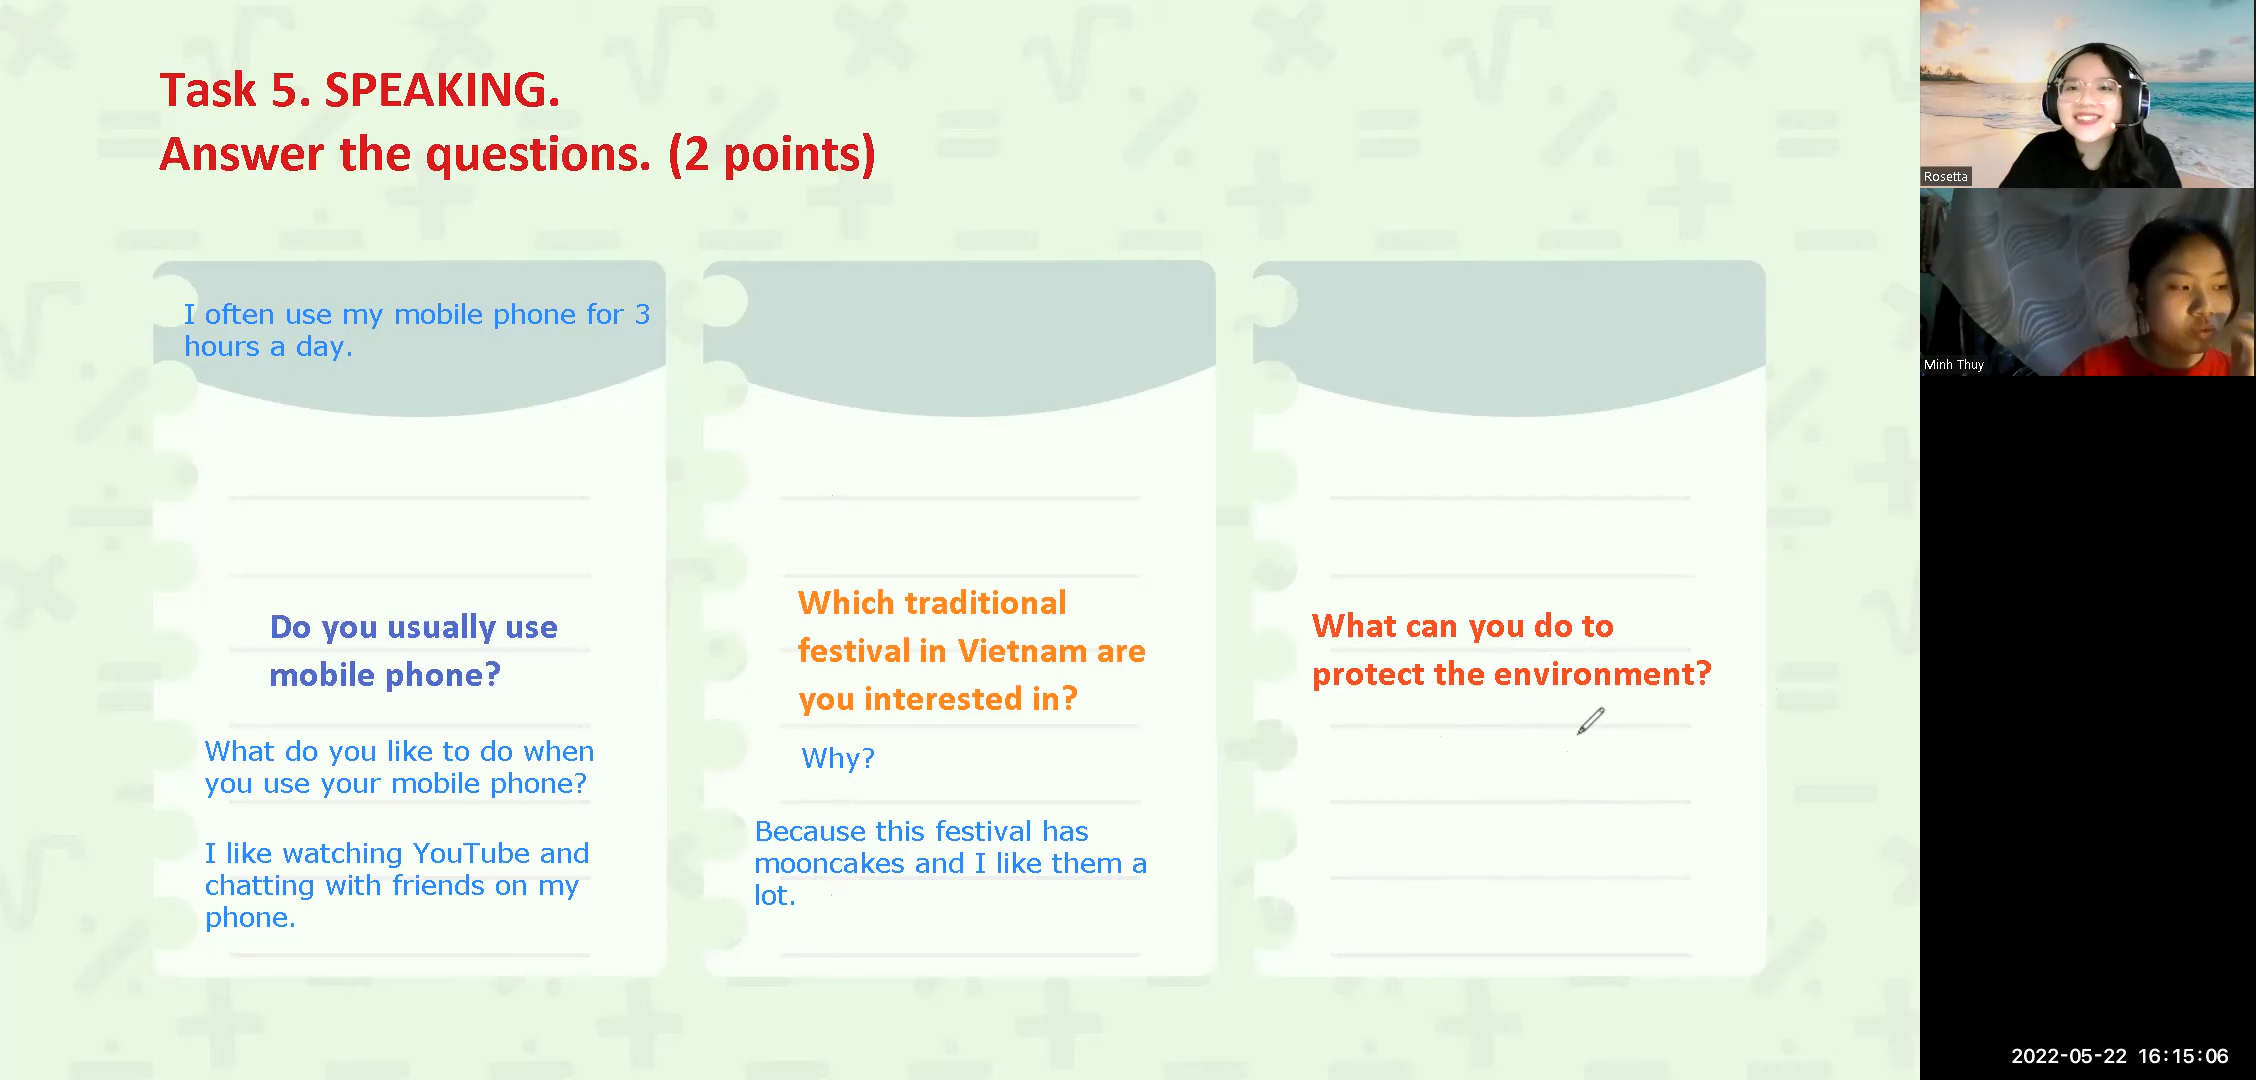 Task 5. SPEAKING.
Answer the questions. (2 points)
I often use my mobile phone for 3
hours a day.
Do you usually use
mobile phone?
What do you like to do when
you use your mobile phone?
I like watching YouTube and
chatting with friends on my
phone.
Which traditional
festival in Vietnam are
you interested in?
Why?
Because this festival has
mooncakes and I like them a
lot.
What can you do to
protect the environment?
Rosetta
Minh Thuy
2022-05-22 16:15:06